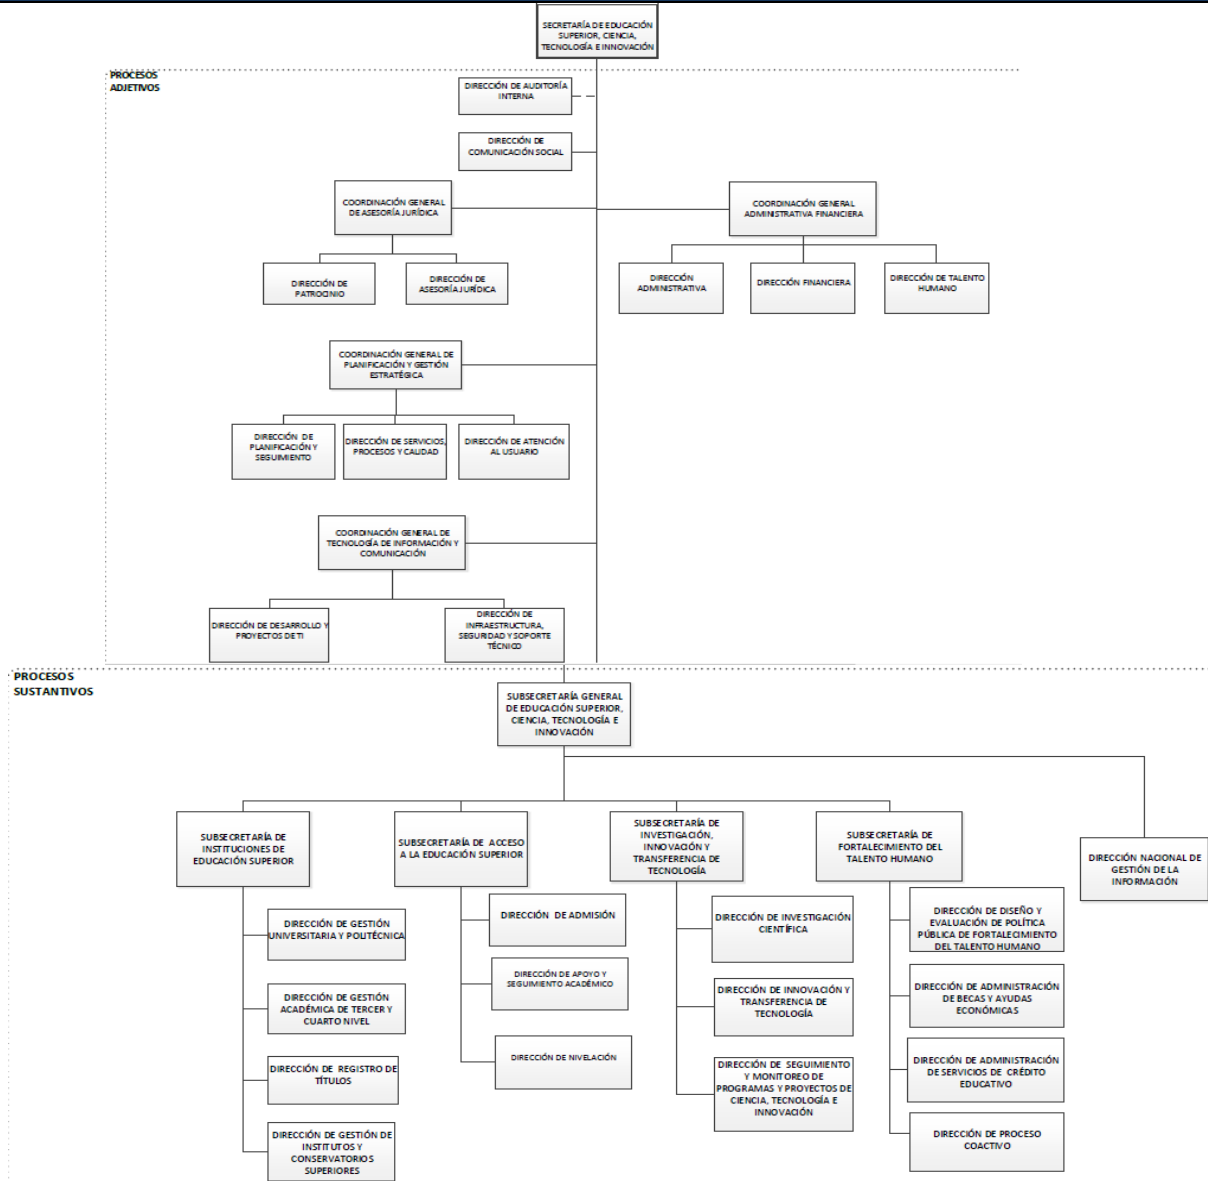 SECRETARÍA DE EDUCACIÓN
SUPERIOR, CIENCIA,
TECNOLOGÍA E INNOVACIÓN
PROCESOS
ADJETIVOS
DIRECCIÓN DE AUDITORÍA
INTERNA
DIRECCIÓN DE
COMUNICACIÓN SOCIAL
COORDINACIÓN GENERAL
DE ASESORÍA JURÍDICA
COORDINACIÓN GENERAL
ADMINISTRATIVA FINANCIERA
DIRECCIÓN DE
PATROCINIO
DIRECCIÓN DE
ASESORÍA JURÍDICA
DIRECCIÓN
ADMINISTRATIVA
DIRECCIÓN FINANCIERA
DIRECCIÓN DE TALENTO
HUMANO
COORDINACIÓN GENERAL DE
PLANIFICACIÓN Y GESTIÓN
ESTRATÉGICA
DIRECCIÓN DE
PLANIFICACIÓN Y
SEGUIMIENTO
DIRECCIÓN DE SERVICIOS,
PROCESOS Y CALIDAD
DIRECCIÓN DE ATENCIÓN
AL USUARIO
COORDINACIÓN GENERAL DE
TECNOLOGÍA DE INFORMACIÓN Y
COMUNICACIÓN
DIRECCIÓN DE DESARROLLO Y
PROYECTOS DE TI
DIRECCIÓN DE
INFRAESTRUCTURA,
SEGURIDAD Y SOPORTE
TÉCNICO
PROCESOS
SUSTANTIVOS
SUBSECRETARÍA GENERAL
DE EDUCACIÓN SUPERIOR,
CIENCIA, TECNOLOGÍA E
INNOVACIÓN
SUBSECRETARÍA DE
INSTITUCIONES DE
EDUCACIÓN SUPERIOR
SUBSECRETARÍA DE ACCESO
A LA EDUCACIÓN SUPERIOR
SUBSECRETARÍA DE
INVESTIGACIÓN,
INNOVACIÓN Y
TRANSFERENCIA DE
TECNOLOGÍA
SUBSECRETARÍA DE
FORTALECIMIENTO DEL
TALENTO HUMANO
DIRECCIÓN NACIONAL DE
GESTIÓN DE LA
INFORMACIÓN
DIRECCIÓN DE GESTIÓN
UNIVERSITARIA Y POLITÉCNICA
DIRECCIÓN DE GESTIÓN
ACADÉMICA DE TERCER Y
CUARTO NIVEL
DIRECCIÓN DE REGISTRO DE
TÍTULOS
DIRECCIÓN DE GESTIÓN DE
INSTITUTOS Y
CONSERVATORIOS
SUPERIORES
DIRECCIÓN DE ADMISIÓN
DIRECCIÓN DE APOYO Y
SEGUIMIENTO ACADÉMICO
DIRECCIÓN DE NIVELACIÓN
DIRECCIÓN DE INVESTIGACIÓN
CIENTÍFICA
DIRECCIÓN DE INNOVACIÓN Y
TRANSFERENCIA DE
TECNOLOGÍA
DIRECCIÓN DE SEGUIMIENTO
Y MONITOREO DE
PROGRAMAS Y PROYECTOS DE
CIENCIA, TECNOLOGÍA E
INNOVACIÓN
DIRECCIÓN DE DISEÑO Y
EVALUACIÓN DE POLÍTICA
PÚBLICA DE FORTALECIMIENTO
DEL TALENTO HUMANO
DIRECCIÓN DE ADMINISTRACIÓN
DE BECAS Y AYUDAS
ECONÓMICAS
DIRECCIÓN DE ADMINISTRACIÓN
DE SERVICIOS DE CRÉDITO
EDUCATIVO
DIRECCIÓN DE PROCESO
COACTIVO